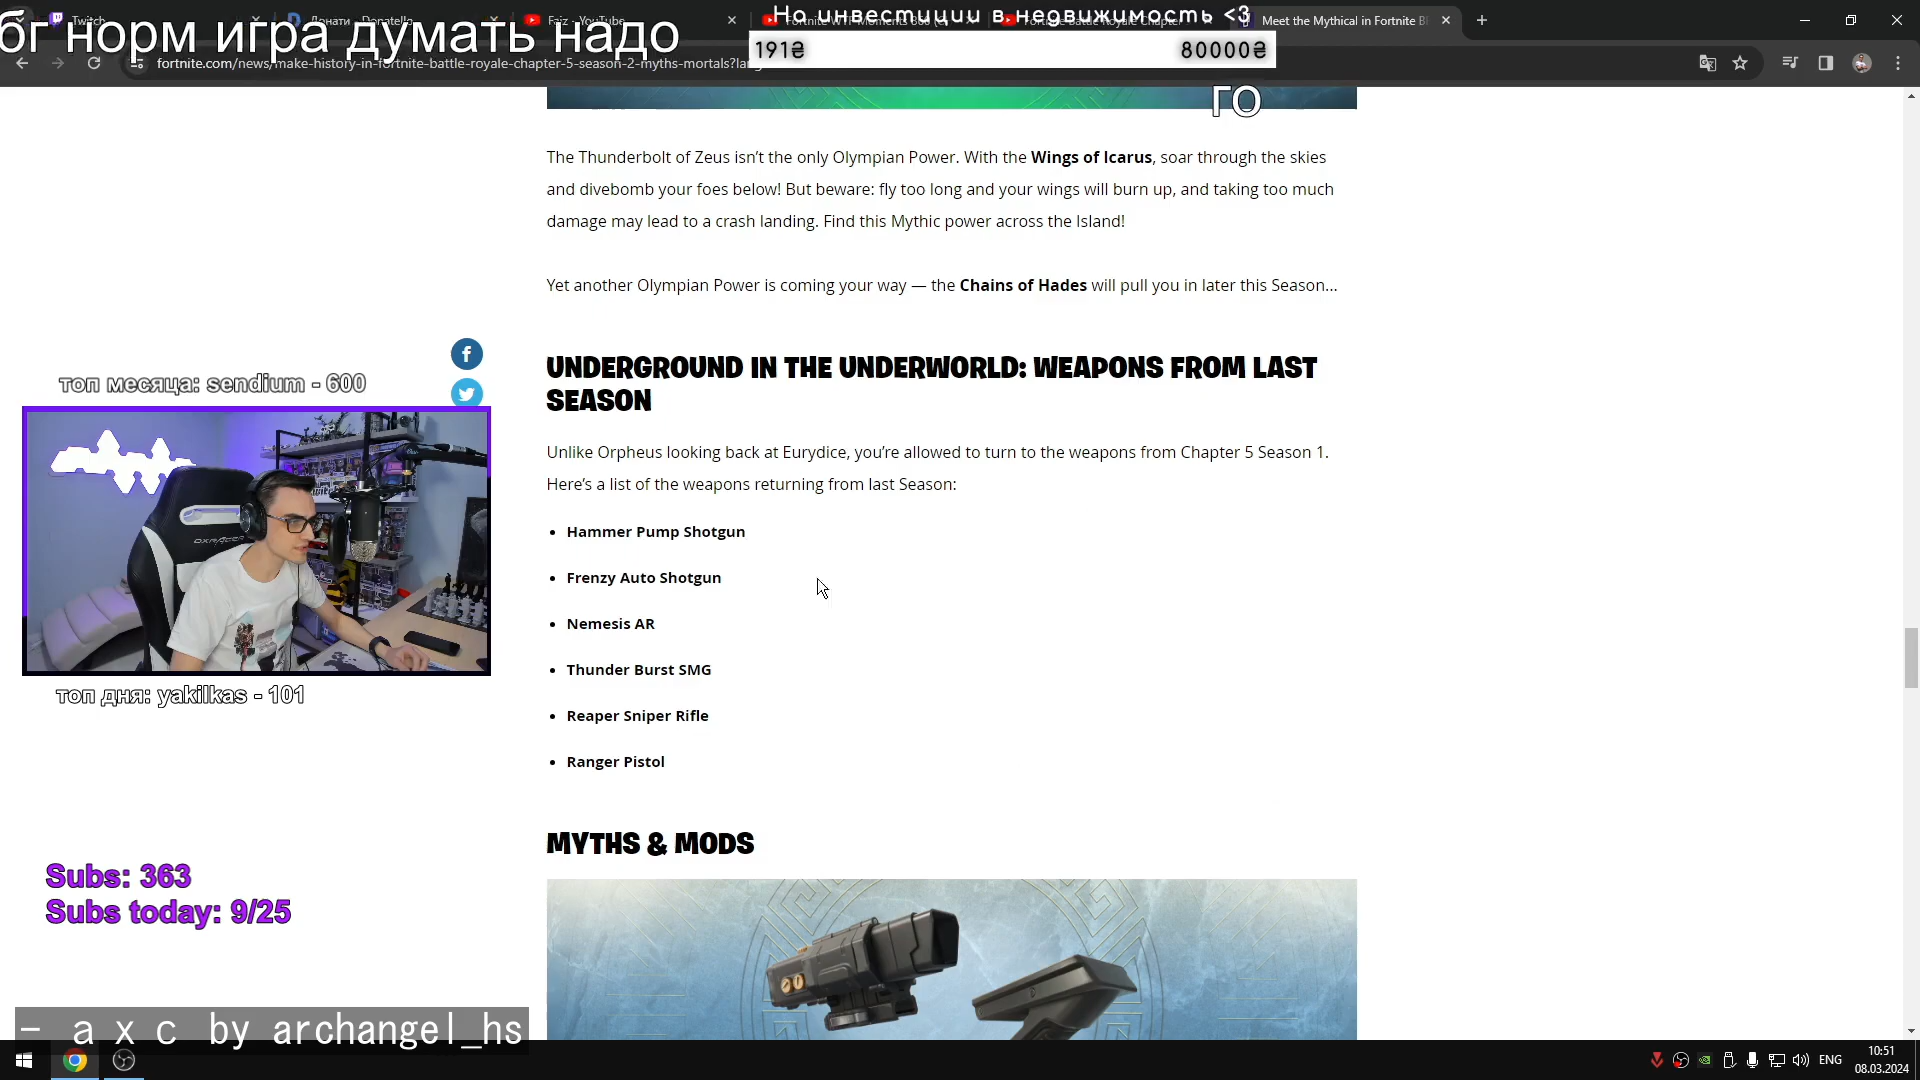 Twitch
Донати - Donatello
Faiz - YouTube
Meet the Mythical in Fortnite B
бг норм игра думать надо
На инвестиции в недвижимость <3
191₴
80000₴
ГО
fortnite.com/news/make-history-in-fortnite-battle-royale-chapter-5-season-2-myths-mortals?lan
The Thunderbolt of Zeus isn’t the only Olympian Power. With the Wings of Icarus, soar through the skies
and divebomb your foes below! But beware: fly too long and your wings will burn up, and taking too much
damage may lead to a crash landing. Find this Mythic power across the Island!
Yet another Olympian Power is coming your way — the Chains of Hades will pull you in later this Season...
UNDERGROUND IN THE UNDERWORLD: WEAPONS FROM LAST
SEASON
Unlike Orpheus looking back at Eurydice, you’re allowed to turn to the weapons from Chapter 5 Season 1.
Here’s a list of the weapons returning from last Season:
• Hammer Pump Shotgun
• Frenzy Auto Shotgun
• Nemesis AR
• Thunder Burst SMG
• Reaper Sniper Rifle
• Ranger Pistol
MYTHS & MODS
топ месяца: sendium - 600
DXRACER
топ дня: yakilkas - 101
Subs: 363
Subs today: 9/25
- a x c by archangel_hs
ENG
10:51
08.03.2024